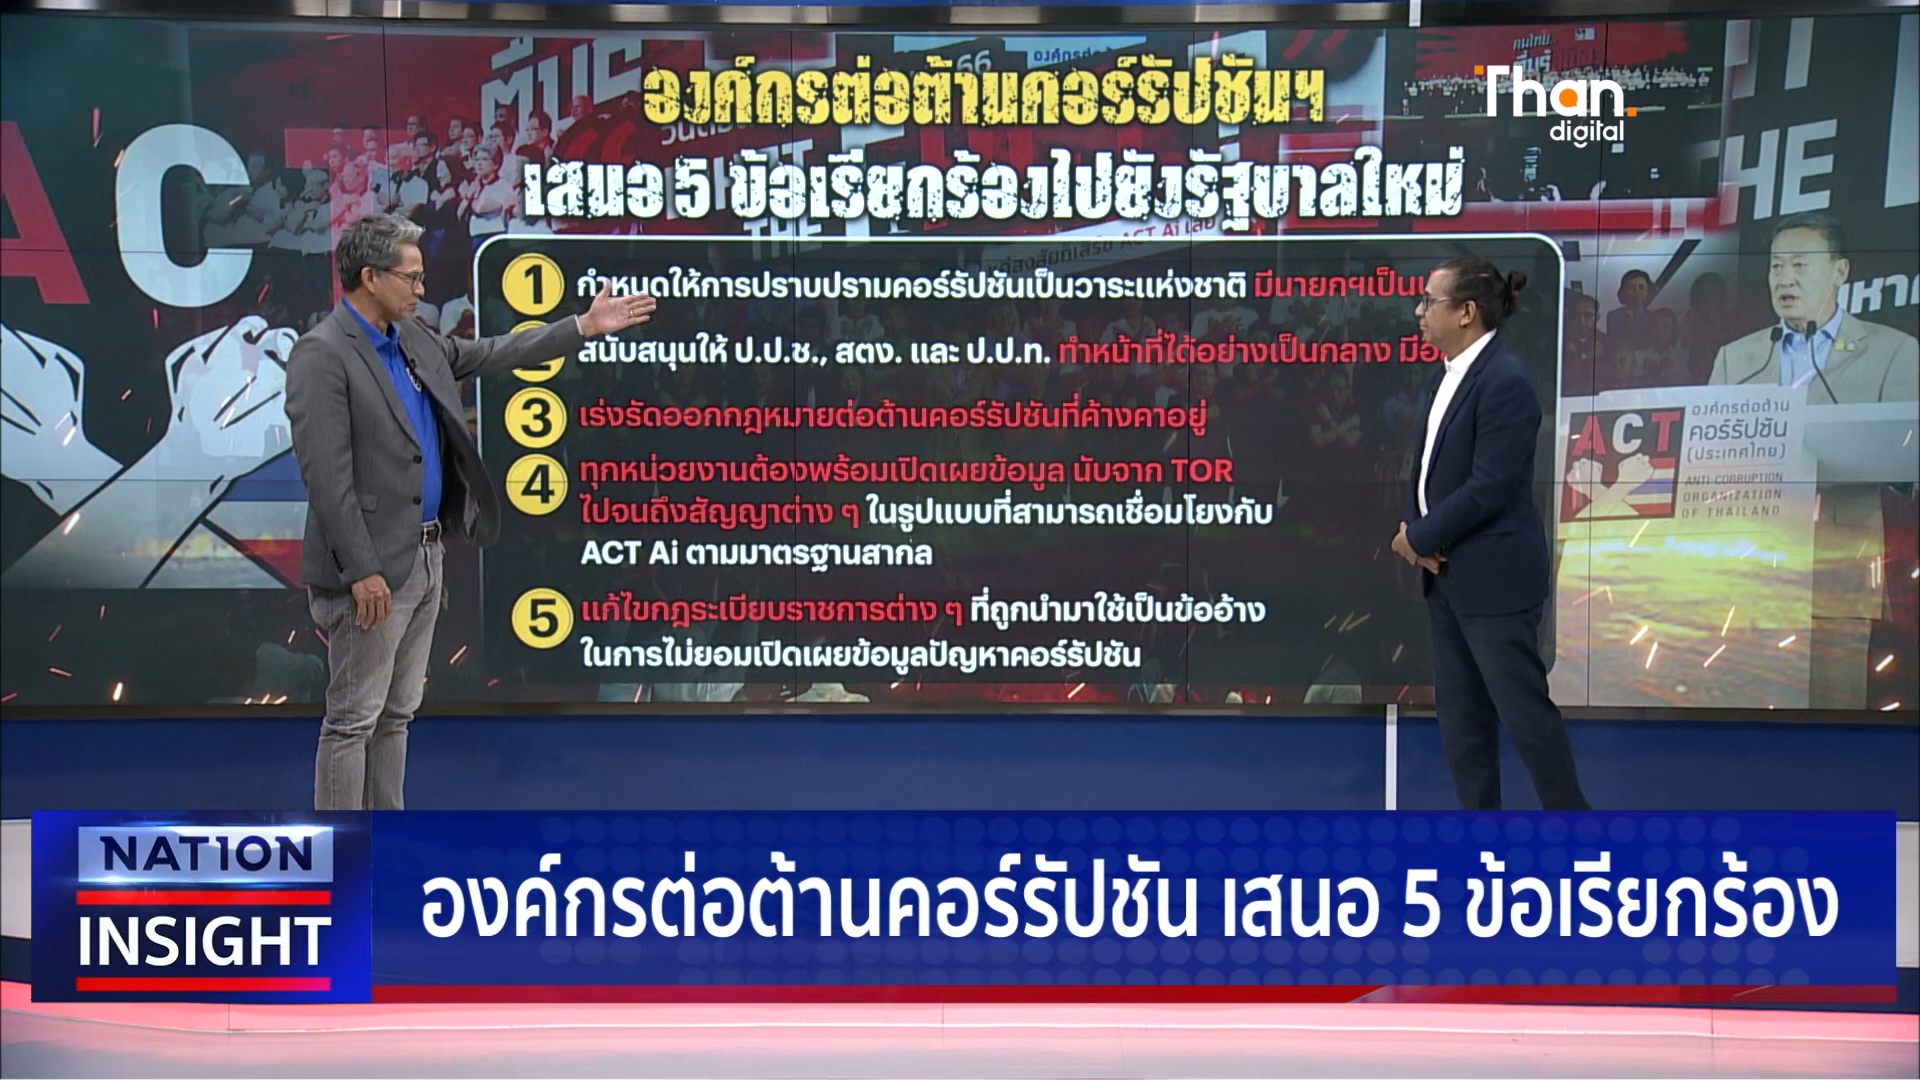 Than.
digital
ACT
THE
องค์กรต่อต้านคอร์รัปชันฯ
เสนอ 5 ข้อเรียกร้องไปยังรัฐบาลใหม่
1 กำหนดให้การปราบปรามคอร์รัปชันเป็นวาระแห่งชาติ มีนายกฯเป็น
สนับสนุนให้ ป.ป.ช., สตง. และ ป.ป.ท. ทำหน้าที่ได้อย่างเป็นกลาง
3 เร่งรัดออกกฎหมายต่อต้านคอร์รัปชันที่ค้างคาอยู่
4 ทุกหน่วยงานต้องพร้อมเปิดเผยข้อมูล นับจาก TOR
ไปจนถึงสัญญาต่าง ๆ ในรูปแบบที่สามารถเชื่อมโยงกับ
ACT Ai ตามมาตรฐานสากล
5 แก้ไขกฎระเบียบราชการต่าง ๆ ที่ถูกนำมาใช้เป็นข้ออ้าง
ในการไม่ยอมเปิดเผยข้อมูลปัญหาคอร์รัปชัน
ACT
องค์กรต่อต้าน
คอร์รัปชัน
(ประเทศไทย)
ANTI-CORRUPTION
ORGANIZATION
OF THAILAND
NATION
INSIGHT
องค์กรต่อต้านคอร์รัปชัน เสนอ 5 ข้อเรียกร้อง